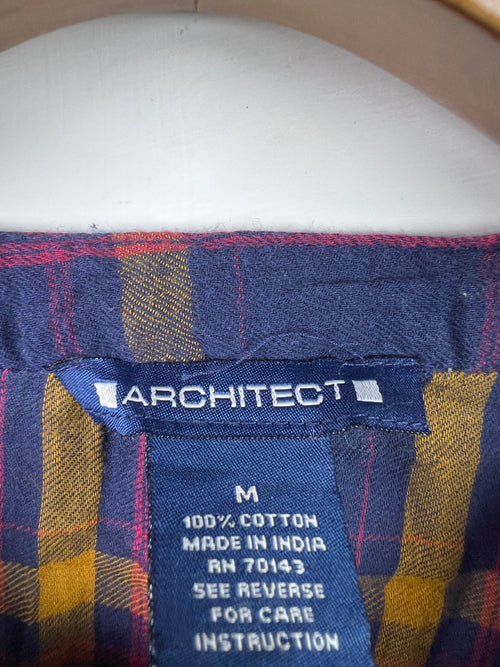 ARCHITECT
M
100% COTTON
MADE IN INDIA
RN 70143
SEE REVERSE
FOR CARE
INSTRUCTION